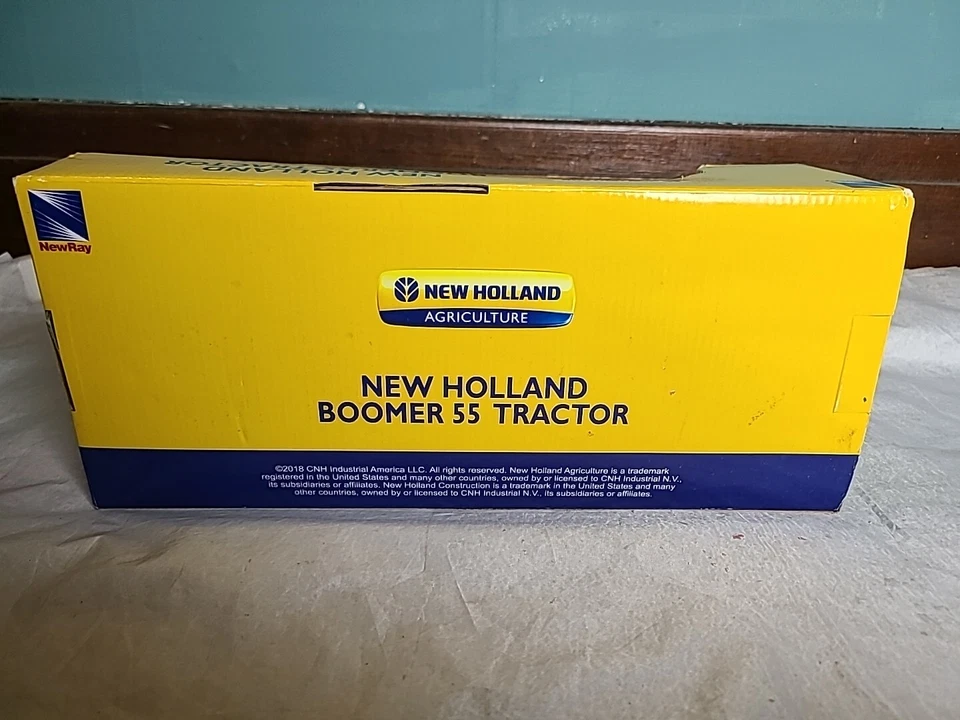 NEW HOLLAND
TRACTOR
NewRay
NEW HOLLAND
AGRICULTURE
NEW HOLLAND
BOOMER 55 TRACTOR
©2018 CNH Industrial America LLC. All rights reserved. New Holland Agriculture is a trademark
registered in the United States and many other countries, owned by or licensed to CNH Industrial N.V.,
its subsidiaries or affiliates. New Holland Construction is a trademark in the United States and many
other countries, owned by or licensed to CNH Industrial N.V., its subsidiaries or affiliates.